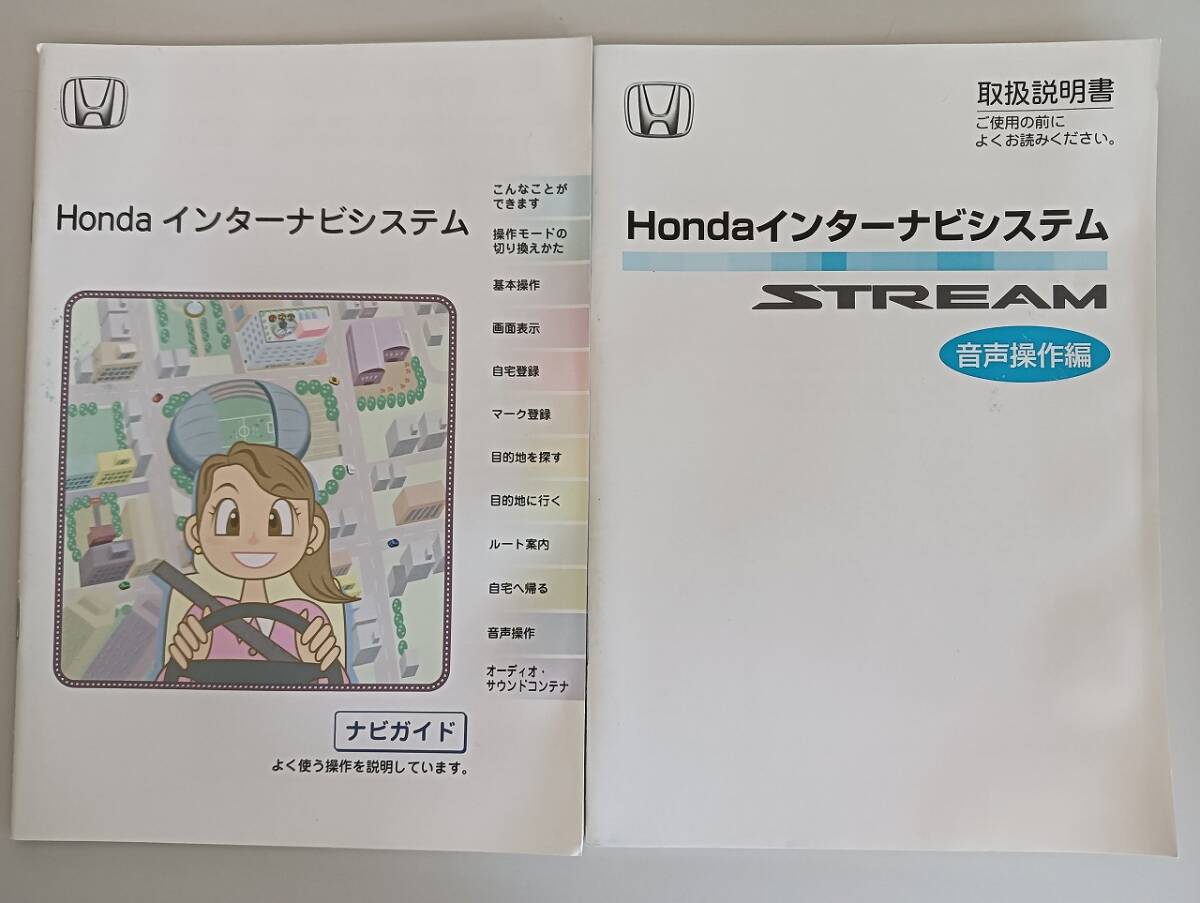 Honda インターナビシステム
こんなことが
できます
操作モードの
切り換えかた
基本操作
画面表示
自宅登録
マーク登録
目的地を探す
目的地に行く
ルート案内
自宅へ帰る
音声操作
オーディオ・
サウンドコンテナ
ナビガイド
よく使う操作を説明しています。
取扱説明書
ご使用の前に
よくお読みください。
Hondaインターナビシステム
STREAM
音声操作編